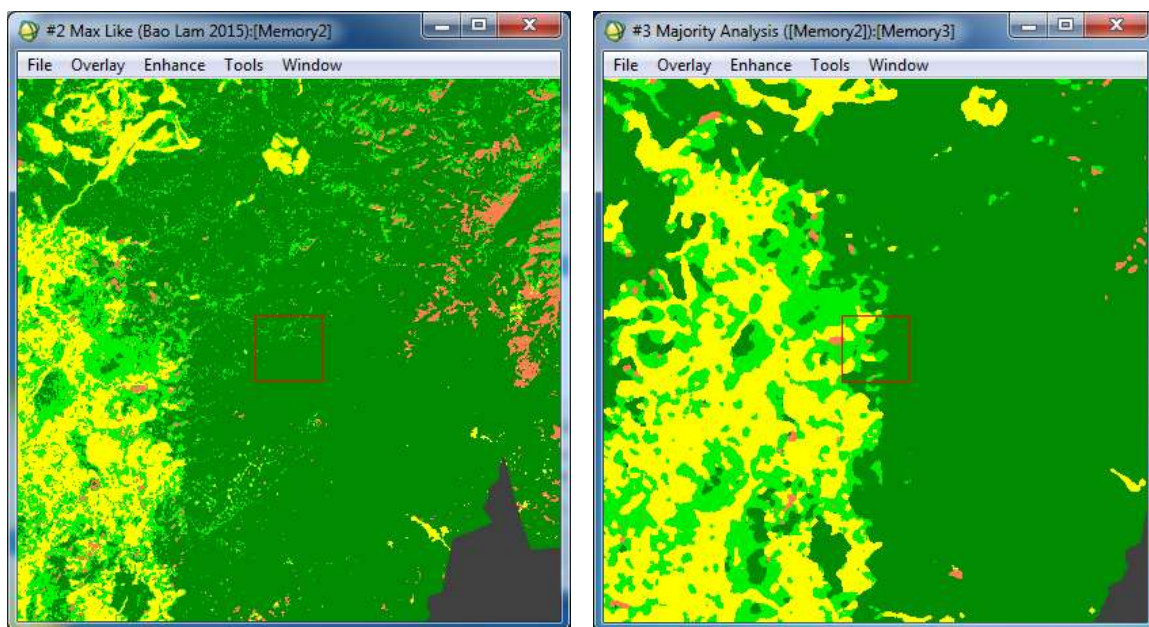 #2 Max Like (Bao Lam 2015):[Memory2]
File Overlay Enhance Tools Window
#3 Majority Analysis ([Memory2]):[Memory3]
File Overlay Enhance Tools Window